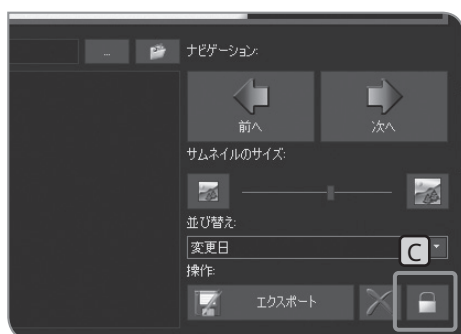 ...
ナビゲーション:
前へ
次へ
サムネイルのサイズ:
並び替え:
変更日
C
操作:
エクスポート